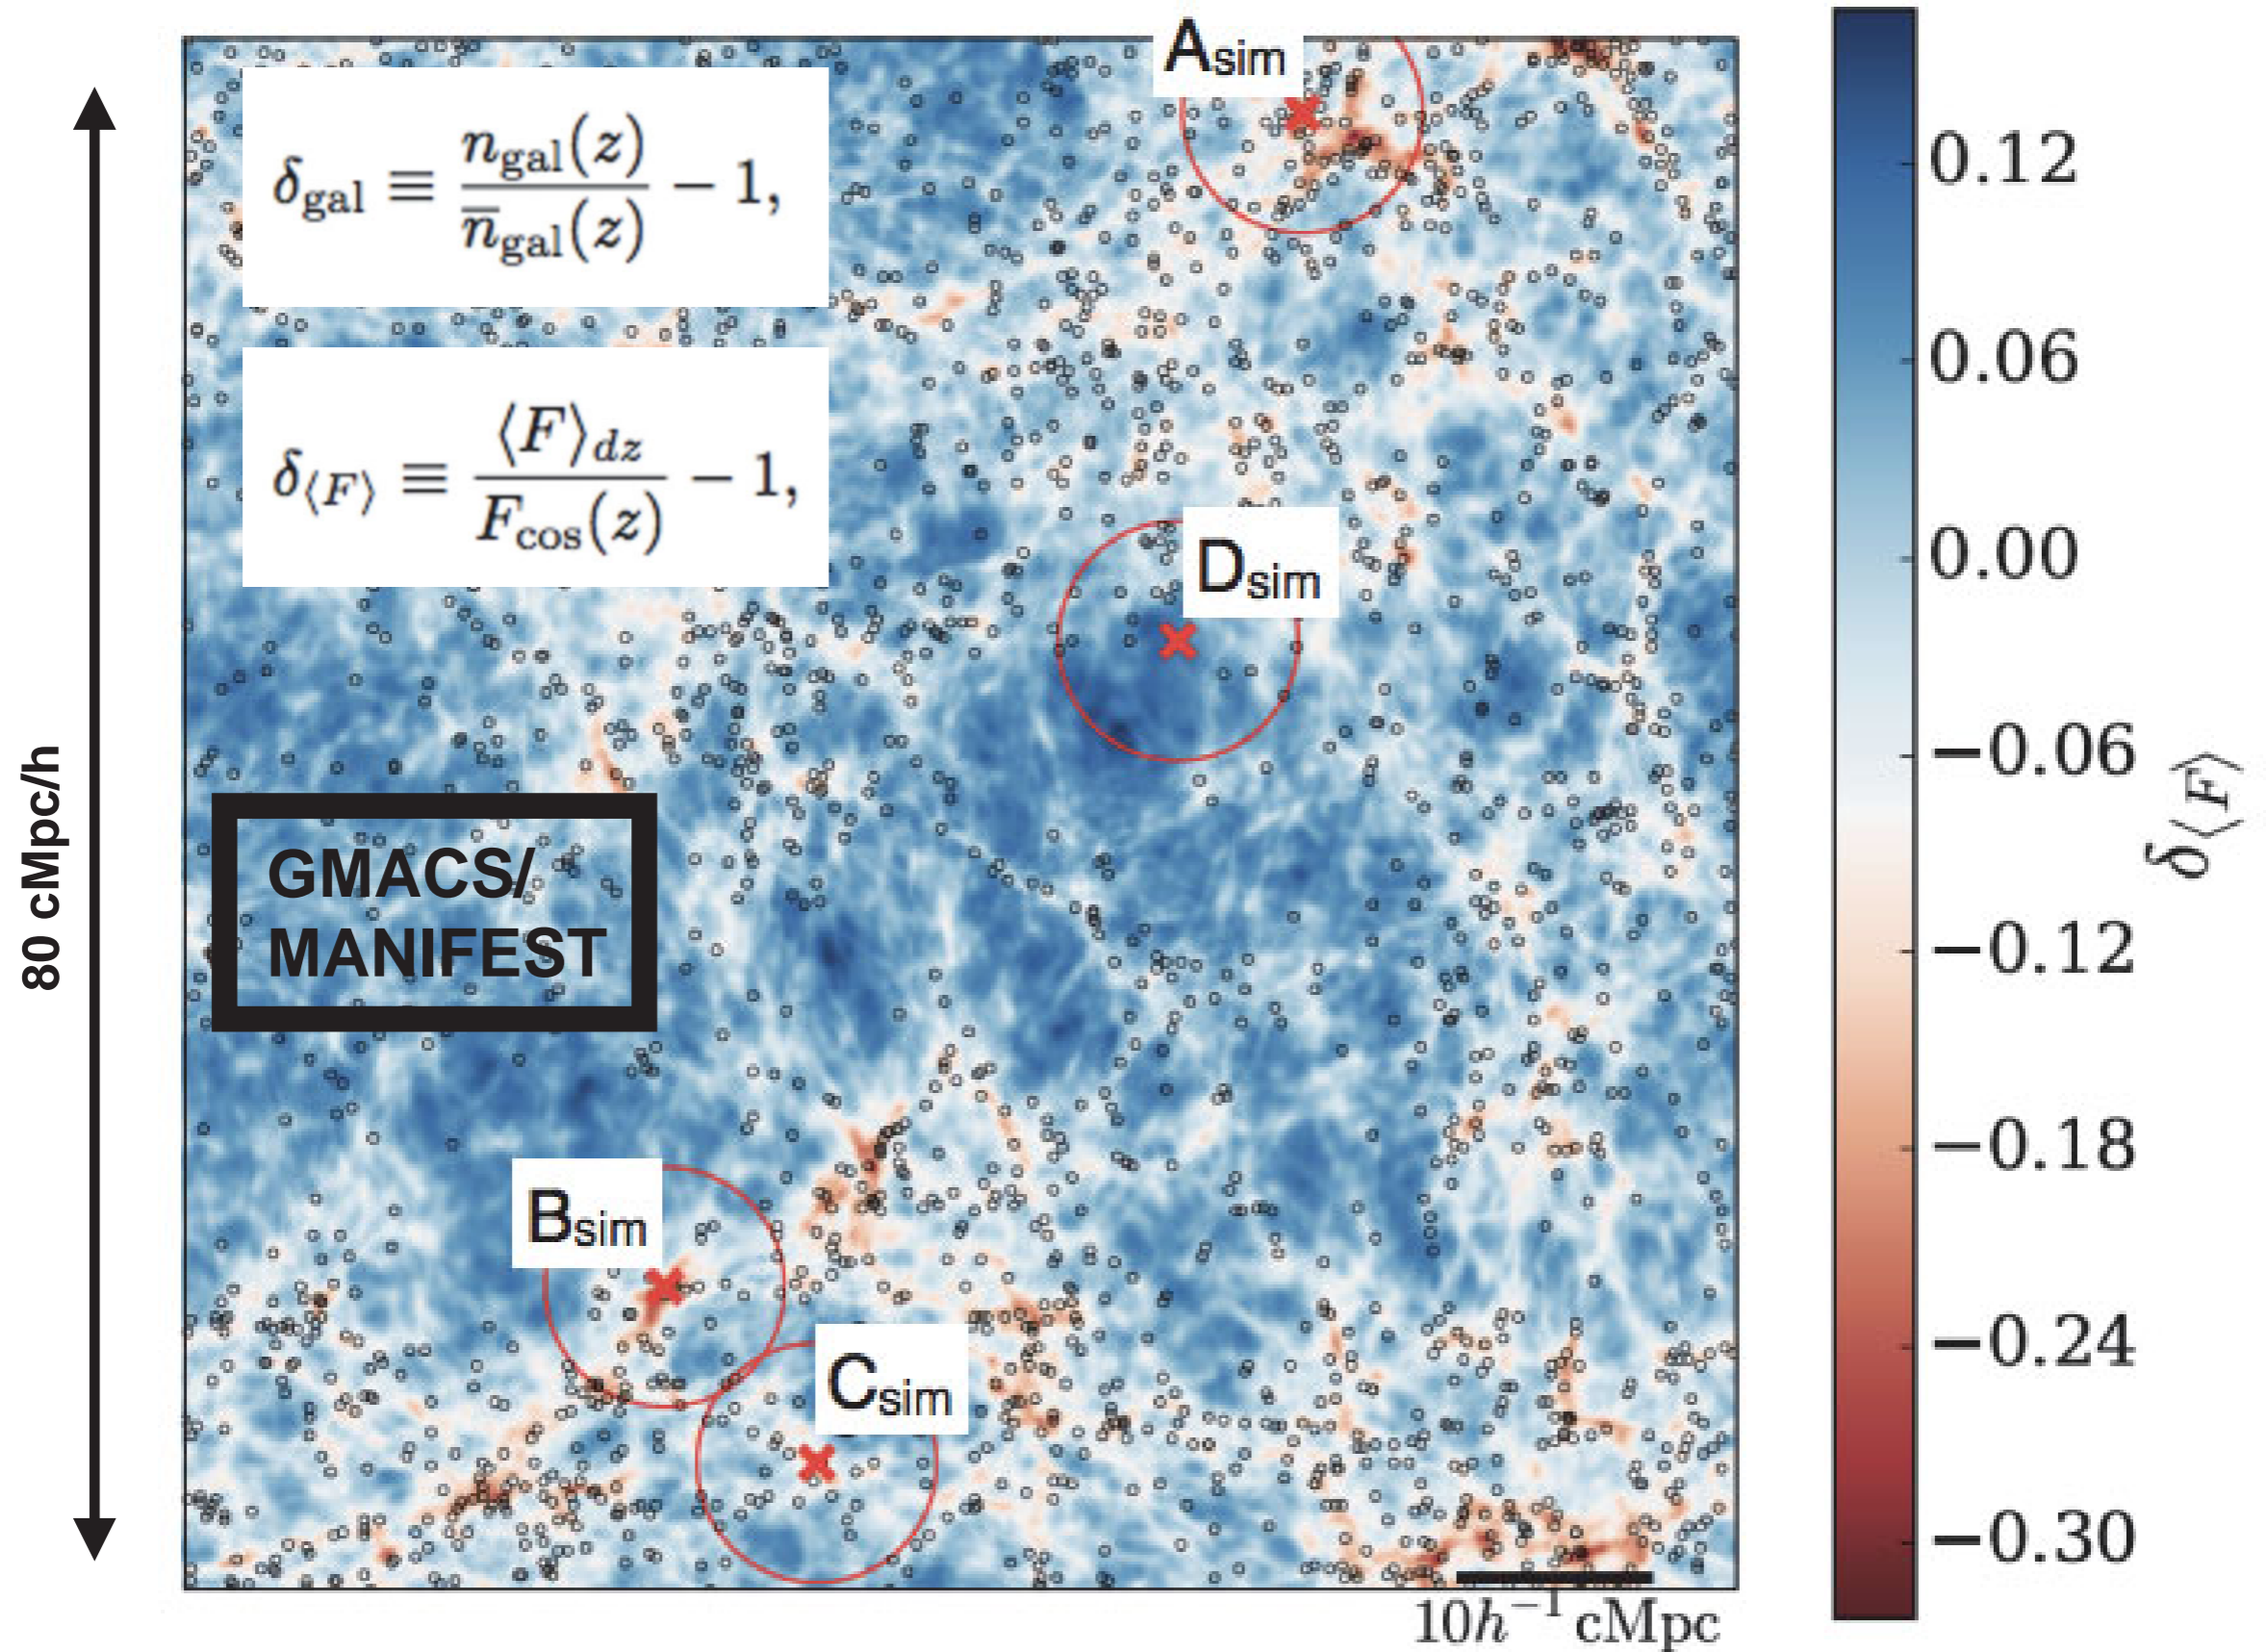 A_sim
δ_gal ≡ n_gal(z) / n̄_gal(z) − 1,
δ_⟨F⟩ ≡ ⟨F⟩_dz / F_cos(z) − 1,
D_sim
80 cMpc/h
GMACS/
MANIFEST
B_sim
C_sim
10h⁻¹ cMpc
0.12
0.06
0.00
−0.06
−0.12
−0.18
−0.24
−0.30
δ_⟨F⟩